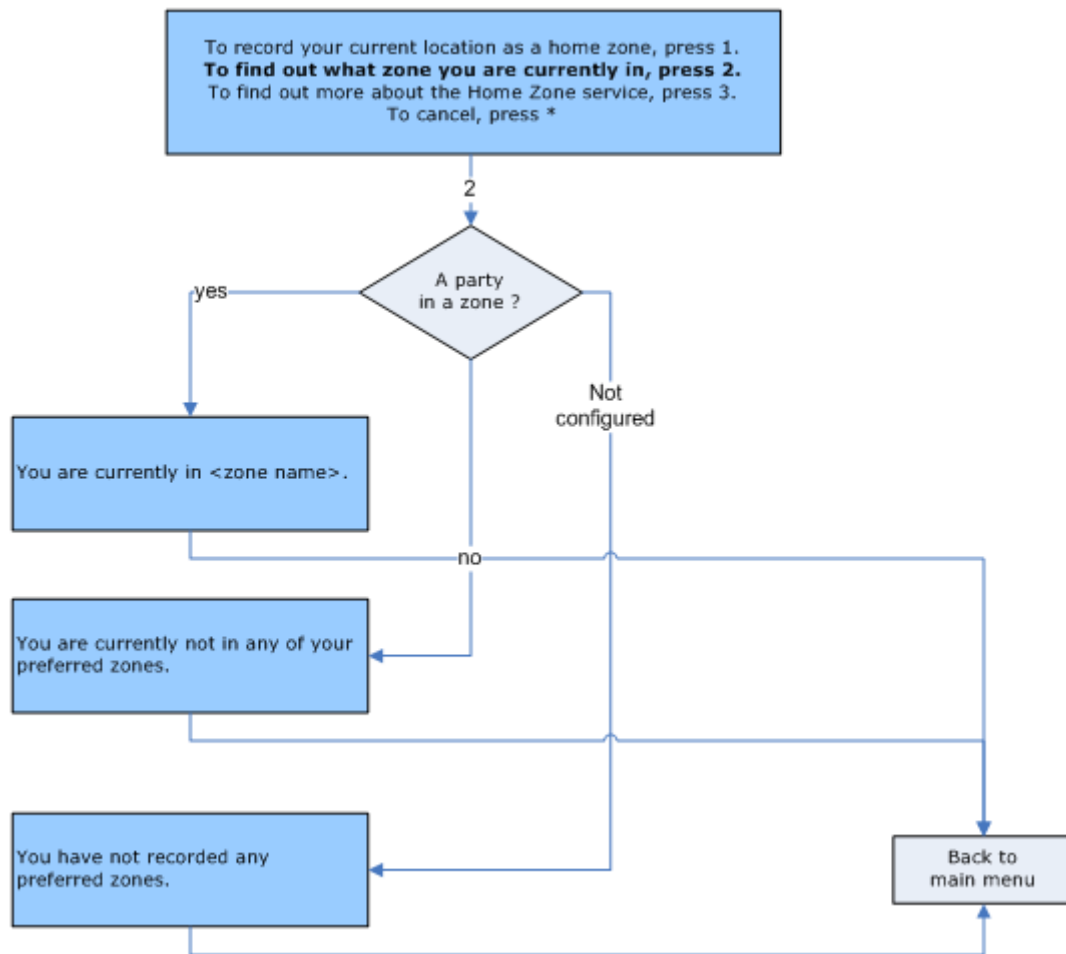 To record your current location as a home zone, press 1.
To find out what zone you are currently in, press 2.
To find out more about the Home Zone service, press 3.
To cancel, press *
2
A party
in a zone ?
yes
Not
configured
You are currently in <zone name>.
no
You are currently not in any of your
preferred zones.
You have not recorded any
preferred zones.
Back to
main menu